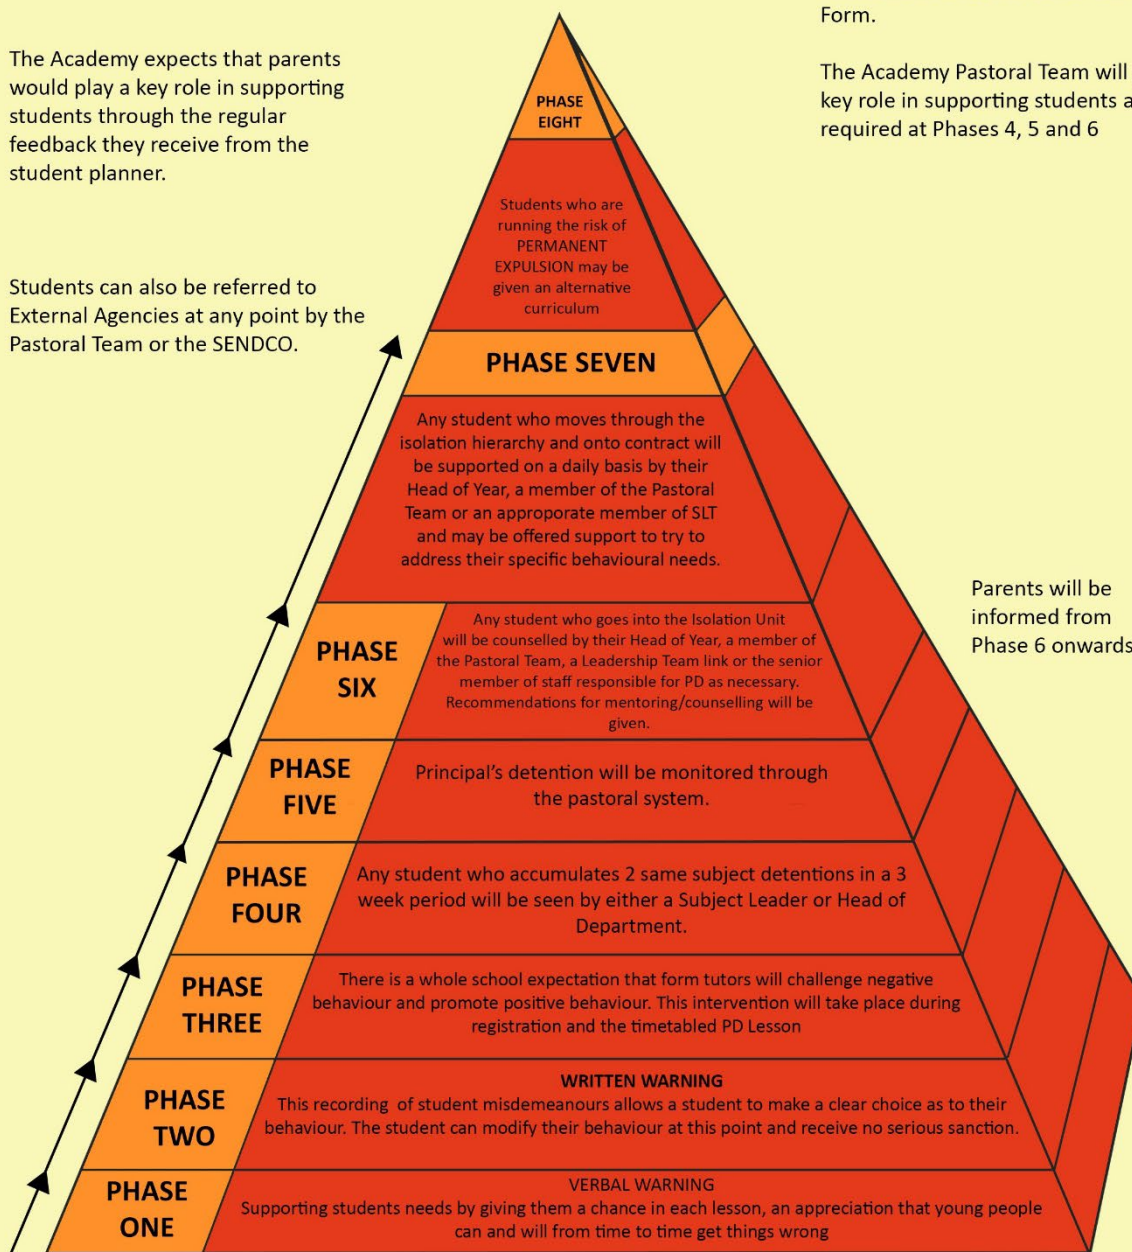 The Academy expects that parents
would play a key role in supporting
students through the regular
feedback they receive from the
student planner.
Students can also be referred to
External Agencies at any point by the
Pastoral Team or the SENDCO.
Form.
The Academy Pastoral Team will
key role in supporting students
required at Phases 4, 5 and 6
PHASE
EIGHT
Students who are
running the risk of
PERMANENT
EXPULSION may be
given an alternative
curriculum
PHASE SEVEN
Any student who moves through the
isolation hierarchy and onto contract will
be supported on a daily basis by their
Head of Year, a member of the Pastoral
Team or an approporate member of SLT
and may be offered support to try to
address their specific behavioural needs.
Parents will be
informed from
Phase 6 onwards
PHASE
SIX
Any student who goes into the Isolation Unit
will be counselled by their Head of Year, a member of
the Pastoral Team, a Leadership Team link or the senior
member of staff responsible for PD as necessary.
Recommendations for mentoring/counselling will be
given.
PHASE
FIVE
Principal's detention will be monitored through
the pastoral system.
PHASE
FOUR
Any student who accumulates 2 same subject detentions in a 3
week period will be seen by either a Subject Leader or Head of
Department.
PHASE
THREE
There is a whole school expectation that form tutors will challenge negative
behaviour and promote positive behaviour. This intervention will take place during
registration and the timetabled PD Lesson
PHASE
TWO
WRITTEN WARNING
This recording of student misdemeanours allows a student to make a clear choice as to their
behaviour. The student can modify their behaviour at this point and receive no serious sanction.
PHASE
ONE
VERBAL WARNING
Supporting students needs by giving them a chance in each lesson, an appreciation that young people
can and will from time to time get things wrong